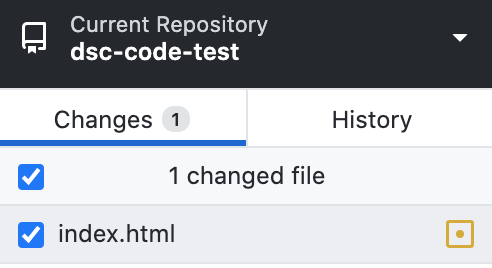 Current Repository
dsc-code-test
Changes 1
History
1 changed file
index.html